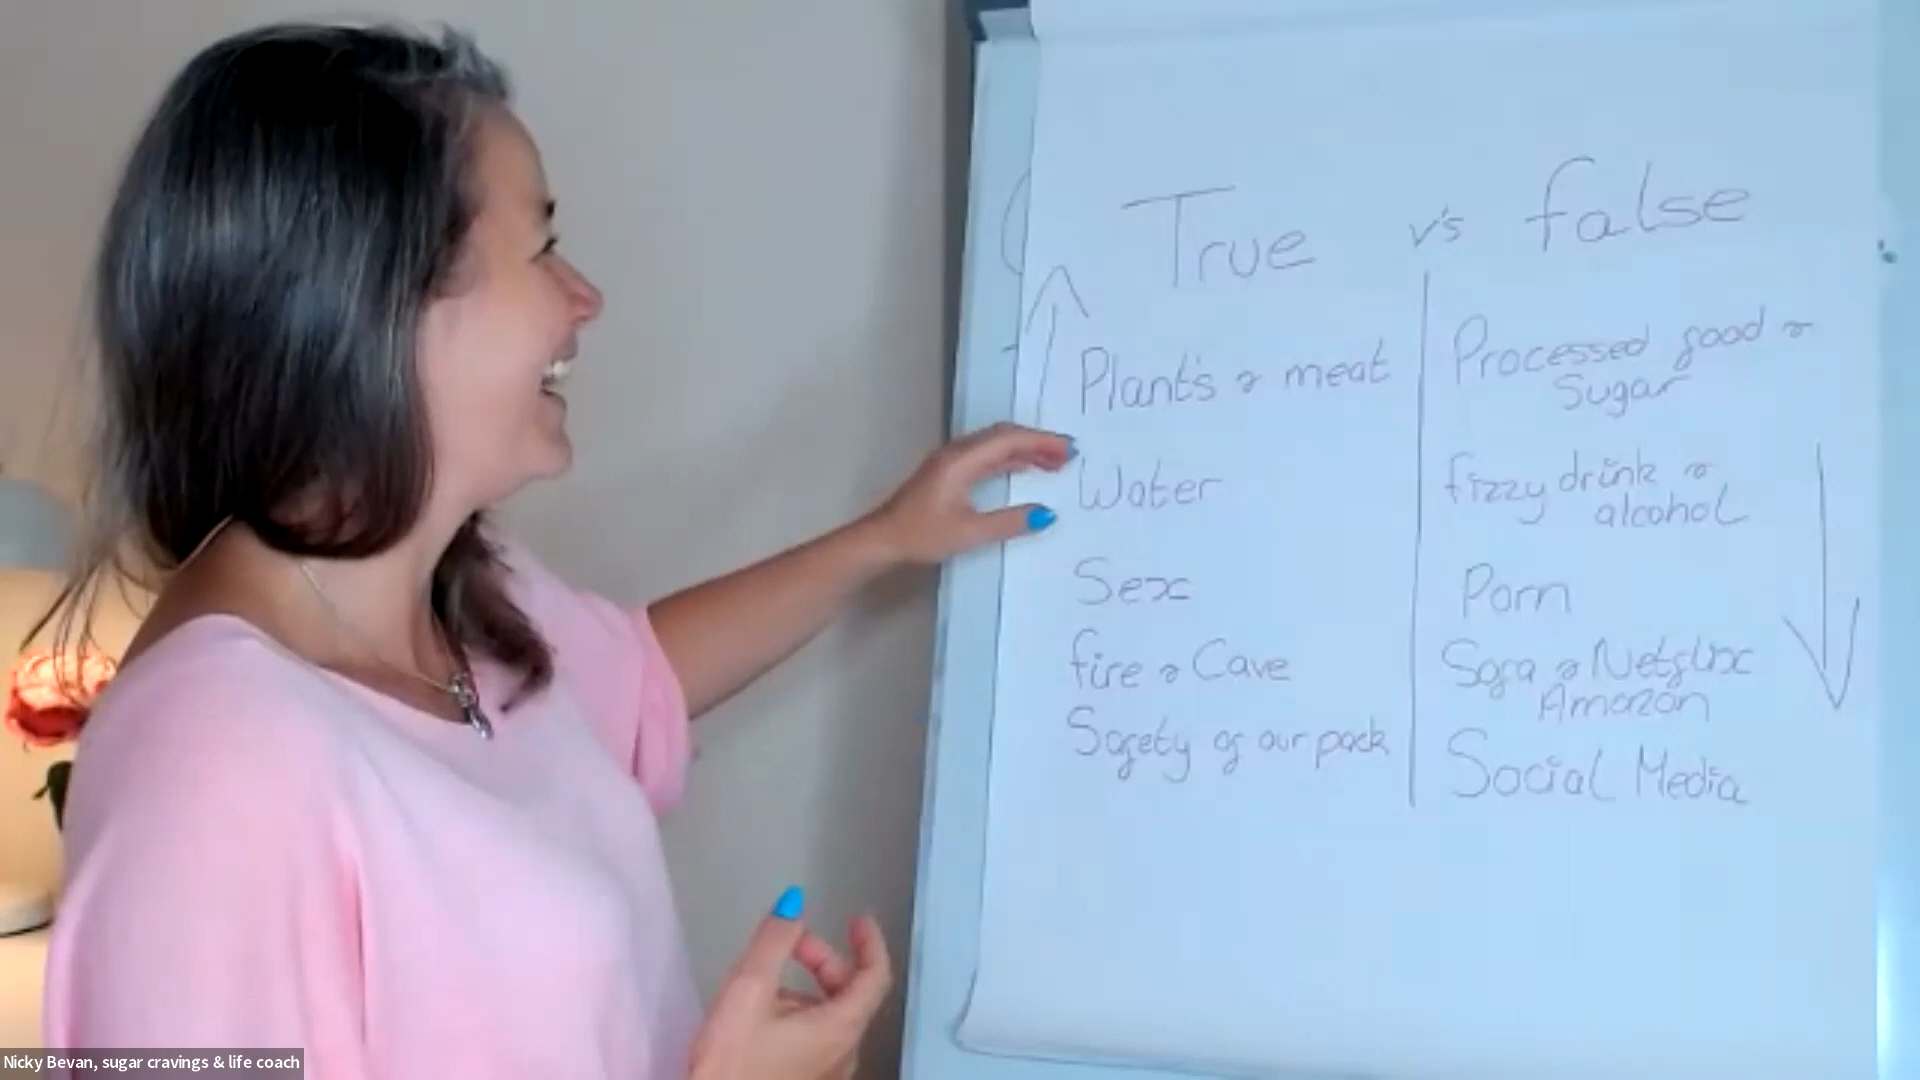 True v's false
Plant's & meat
Water
Sex
fire & Cave
Safety of our pack
Processed food &
Sugar
fizzy drink &
alcohol
Porn
Sofa & Netflix
Amazon
Social Media
Nicky Bevan, sugar cravings & life coach